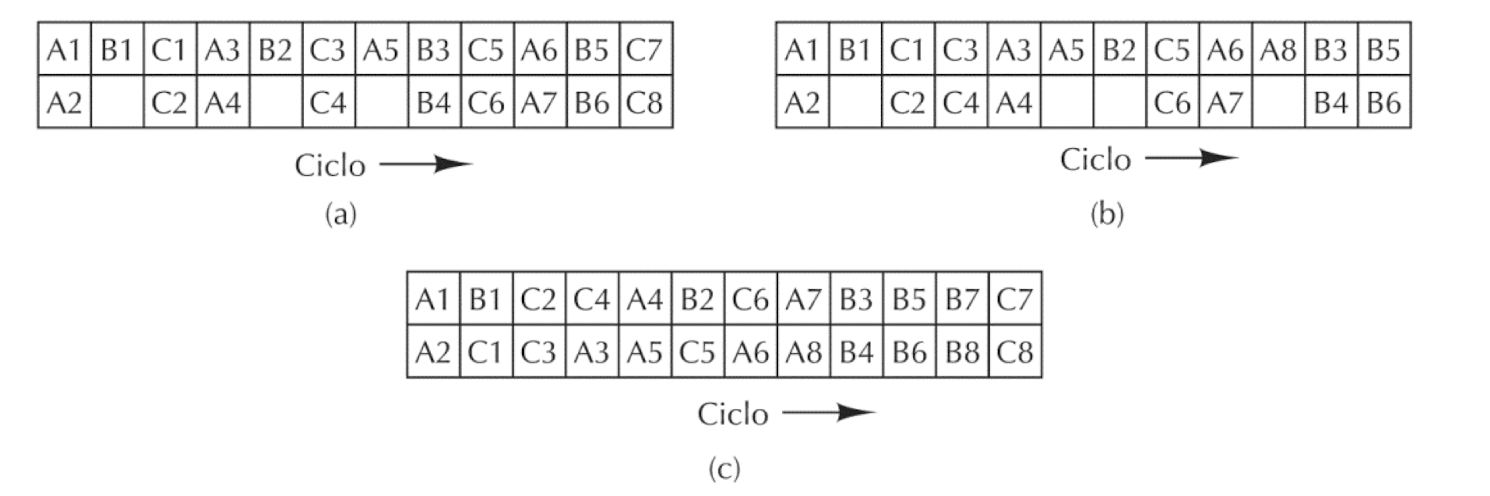 A1 B1 C1 A3 B2 C3 A5 B3 C5 A6 B5 C7
A2 C2 A4 C4 B4 C6 A7 B6 C8
Ciclo
(a)
A1 B1 C1 C3 A3 A5 B2 C5 A6 A8 B3 B5
A2 C2 C4 A4 C6 A7 B4 B6
Ciclo
(b)
A1 B1 C2 C4 A4 B2 C6 A7 B3 B5 B7 C7
A2 C1 C3 A3 A5 C5 A6 A8 B4 B6 B8 C8
Ciclo
(c)